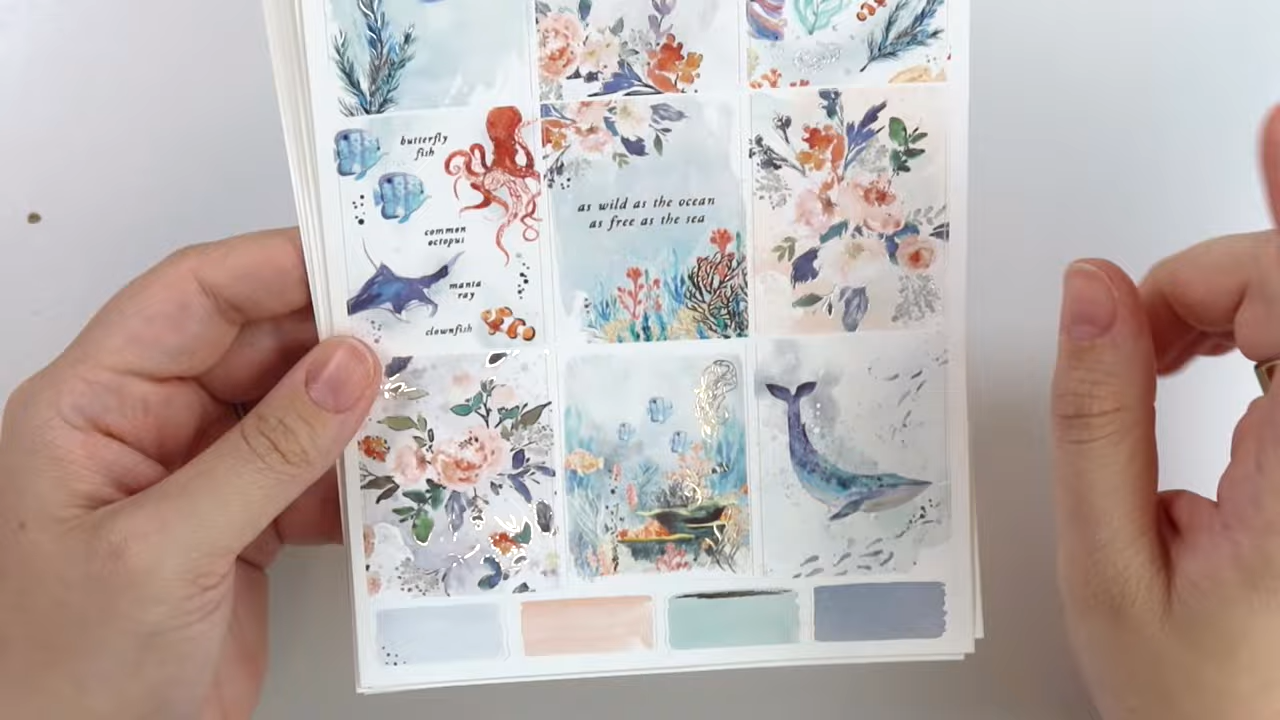 butterfly
fish
common
octopus
manta
ray
clownfish
as wild as the ocean
as free as the sea